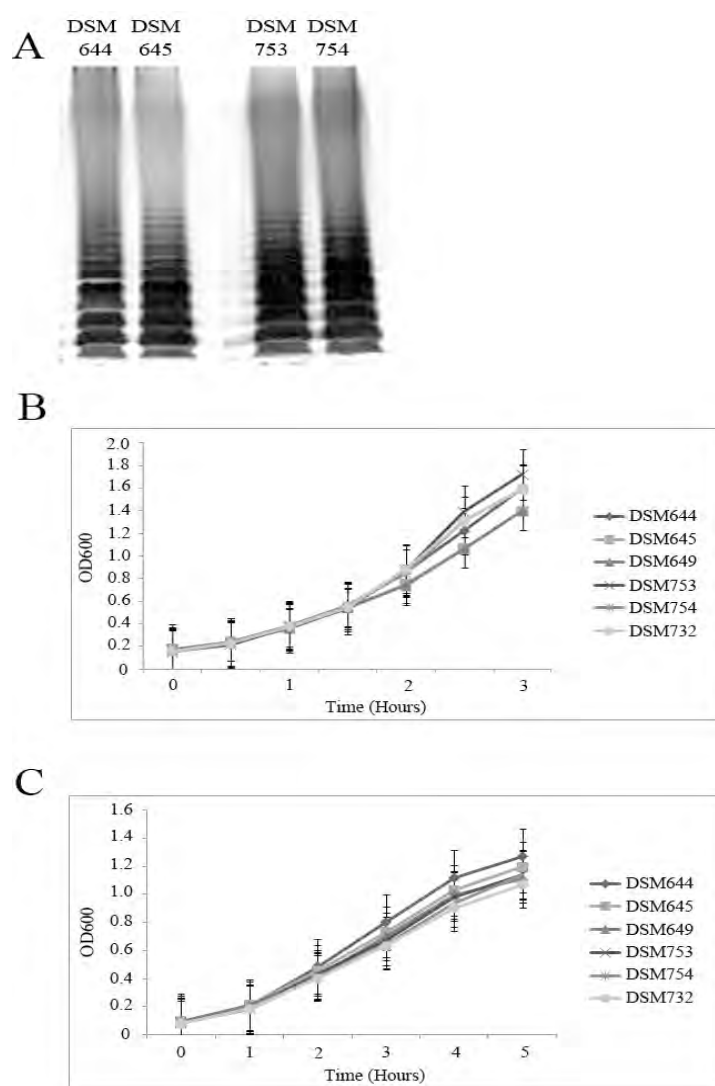 A
DSM 644
DSM 645
DSM 753
DSM 754
B
2.0
1.8
1.6
1.4
1.2
1.0
0.8
0.6
0.4
0.2
0
OD600
0 1 2 3
Time (Hours)
DSM644
DSM645
DSM649
DSM753
DSM754
DSM732
C
1.6
1.4
1.2
1.0
0.8
0.6
0.4
0.2
0
OD600
0 1 2 3 4 5
Time (Hours)
DSM644
DSM645
DSM649
DSM753
DSM754
DSM732